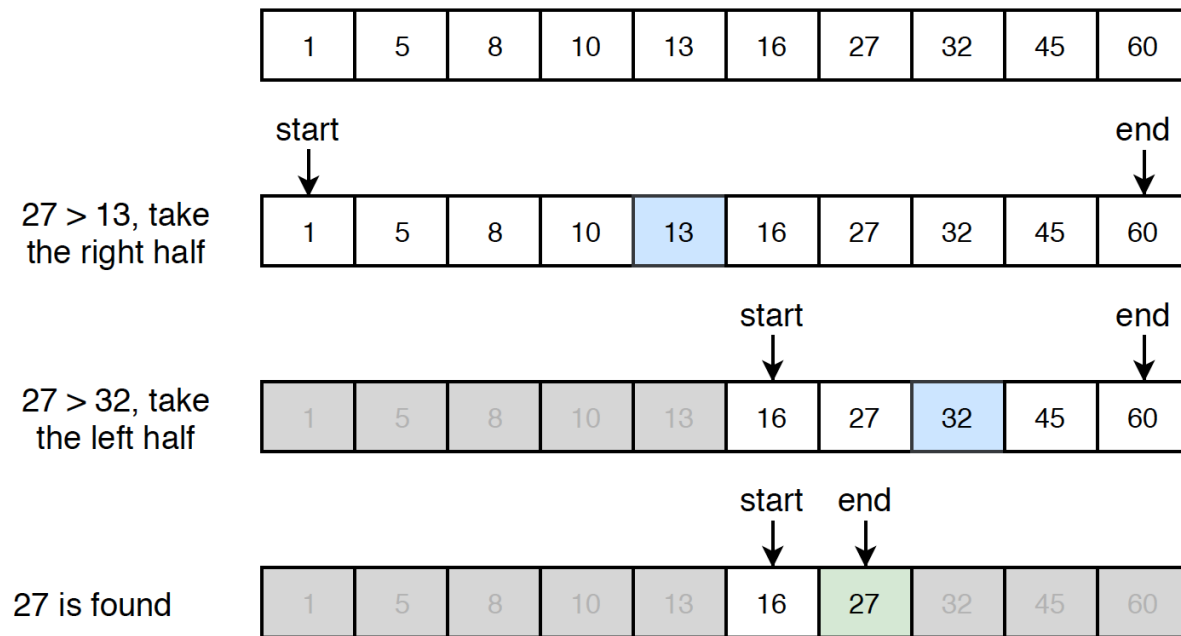 1 5 8 10 13 16 27 32 45 60
start end
27 > 13, take
the right half
1 5 8 10 13 16 27 32 45 60
start end
27 > 32, take
the left half
1 5 8 10 13 16 27 32 45 60
start end
27 is found
1 5 8 10 13 16 27 32 45 60